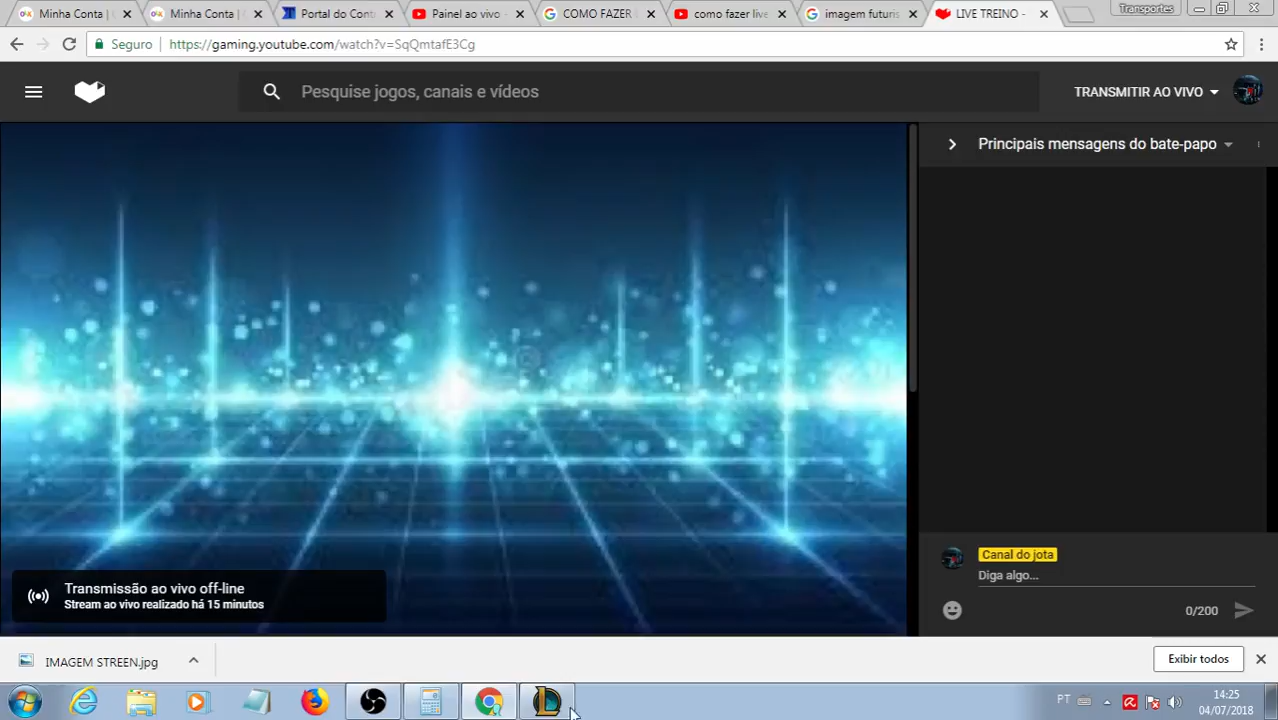 Minha Conta |
Minha Conta |
Portal do Cont
Painel ao vivo -
COMO FAZER
como fazer live
imagem futuris
LIVE TREINO -
Transportes
Seguro
https://gaming.youtube.com/watch?v=SqQmtafE3Cg
Pesquise jogos, canais e vídeos
TRANSMITIR AO VIVO
Principais mensagens do bate-papo
Transmissão ao vivo off-line
Stream ao vivo realizado há 15 minutos
Canal do jota
Diga algo...
0/200
IMAGEM STREEN.jpg
Exibir todos
PT
14:25
04/07/2018